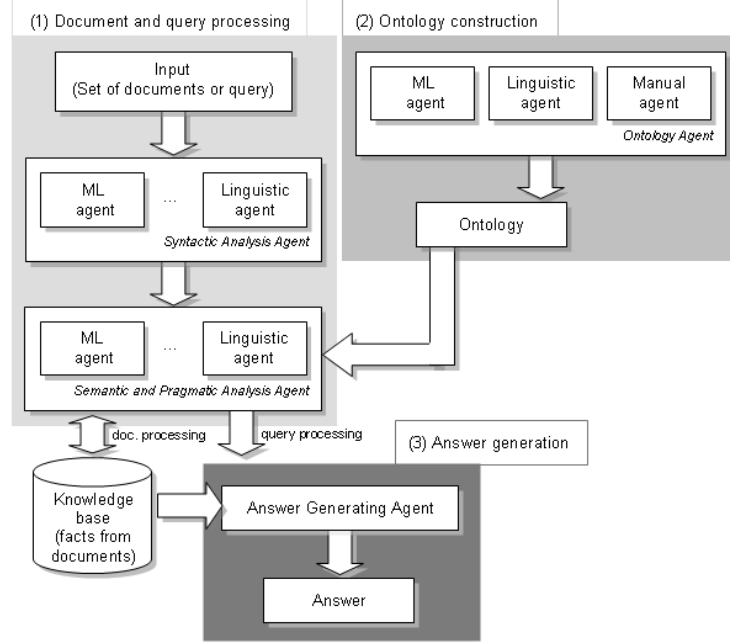 (1) Document and query processing
Input
(Set of documents or query)
ML
agent
...
Linguistic
agent
Syntactic Analysis Agent
ML
agent
...
Linguistic
agent
Semantic and Pragmatic Analysis Agent
doc. processing
query processing
Knowledge
base
(facts from
documents)
(2) Ontology construction
ML
agent
Linguistic
agent
Manual
agent
Ontology Agent
Ontology
(3) Answer generation
Answer Generating Agent
Answer